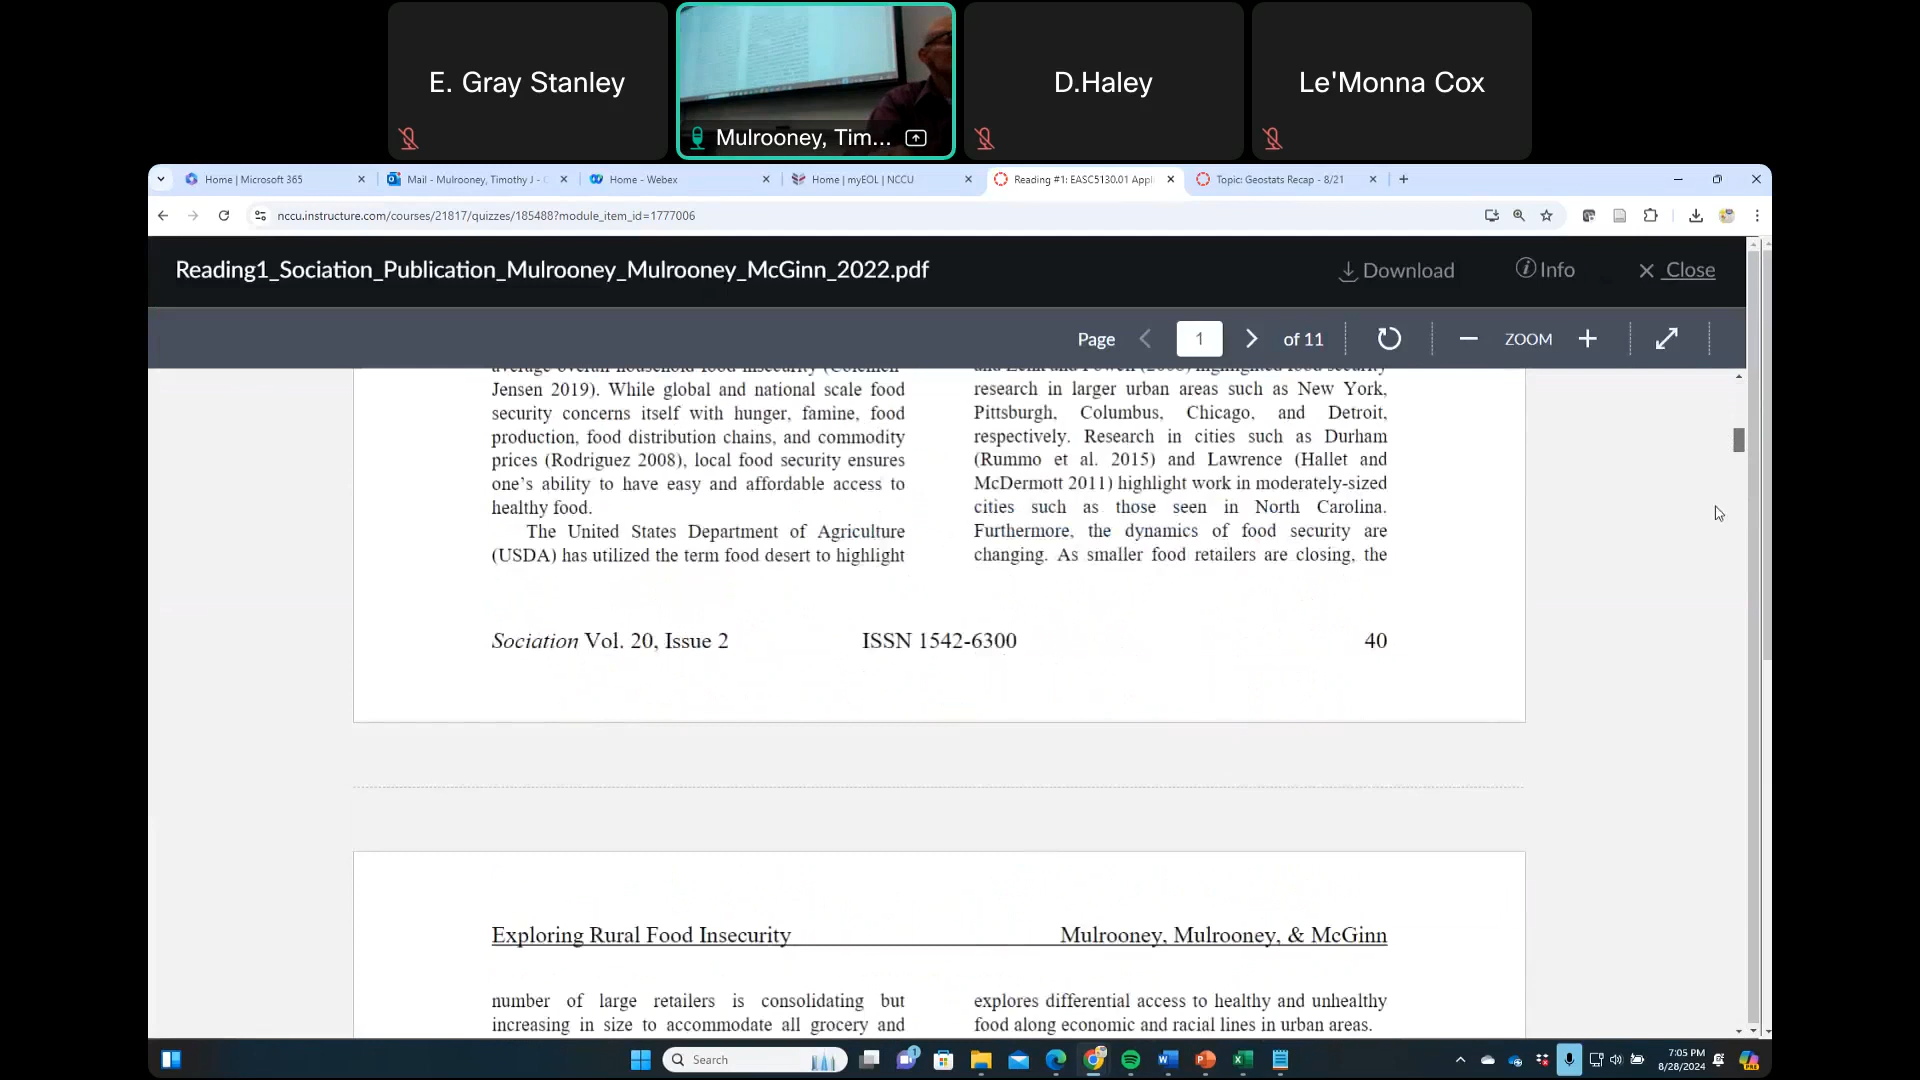 E. Gray Stanley
Mulrooney, Tim...
D.Haley
Le'Monna Cox
Home | Microsoft 365
Mail - Mulrooney, Timothy J -
Home - Webex
Home | myEOL | NCCU
Reading #1: EASC5130.01 Appl
Topic: Geostats Recap - 8/21
nccu.instructure.com/courses/21817/quizzes/185488?module_item_id=1777006
Reading1_Sociation_Publication_Mulrooney_Mulrooney_McGinn_2022.pdf
Download
Info
Close
Page
1
of 11
ZOOM
average overall household food insecurity (Coleman-
Jensen 2019). While global and national scale food
security concerns itself with hunger, famine, food
production, food distribution chains, and commodity
prices (Rodriguez 2008), local food security ensures
one's ability to have easy and affordable access to
healthy food.
The United States Department of Agriculture
(USDA) has utilized the term food desert to highlight
highlighted food security
research in larger urban areas such as New York,
Pittsburgh, Columbus, Chicago, and Detroit,
respectively. Research in cities such as Durham
(Rummo et al. 2015) and Lawrence (Hallet and
McDermott 2011) highlight work in moderately-sized
cities such as those seen in North Carolina.
Furthermore, the dynamics of food security are
changing. As smaller food retailers are closing, the
Sociation Vol. 20, Issue 2
ISSN 1542-6300
40
Exploring Rural Food Insecurity
Mulrooney, Mulrooney, & McGinn
number of large retailers is consolidating but
increasing in size to accommodate all grocery and
explores differential access to healthy and unhealthy
food along economic and racial lines in urban areas.
Search
7:05 PM
8/28/2024